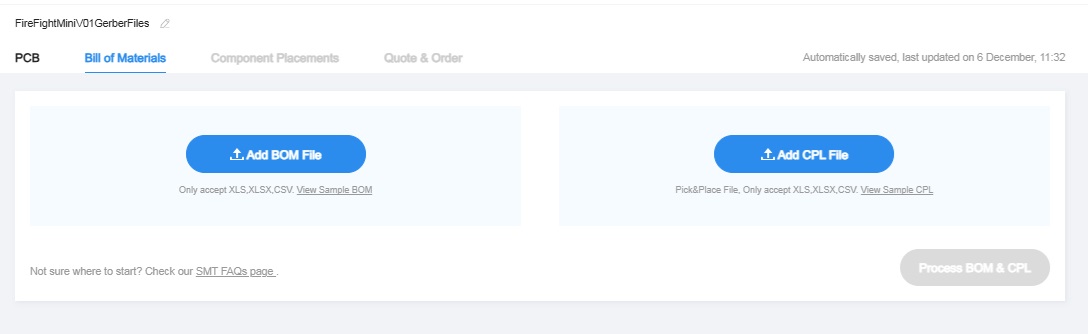 FireFightMini\V01GerberFiles
PCB Bill of Materials Component Placements Quote & Order Automatically saved, last updated on 6 December, 11:32
Add BOM File Add CPL File
Only accept XLS,XLSX,CSV. View Sample BOM Pick&Place File, Only accept XLS,XLSX,CSV. View Sample CPL
Not sure where to start? Check our SMT FAQs page . Process BOM & CPL